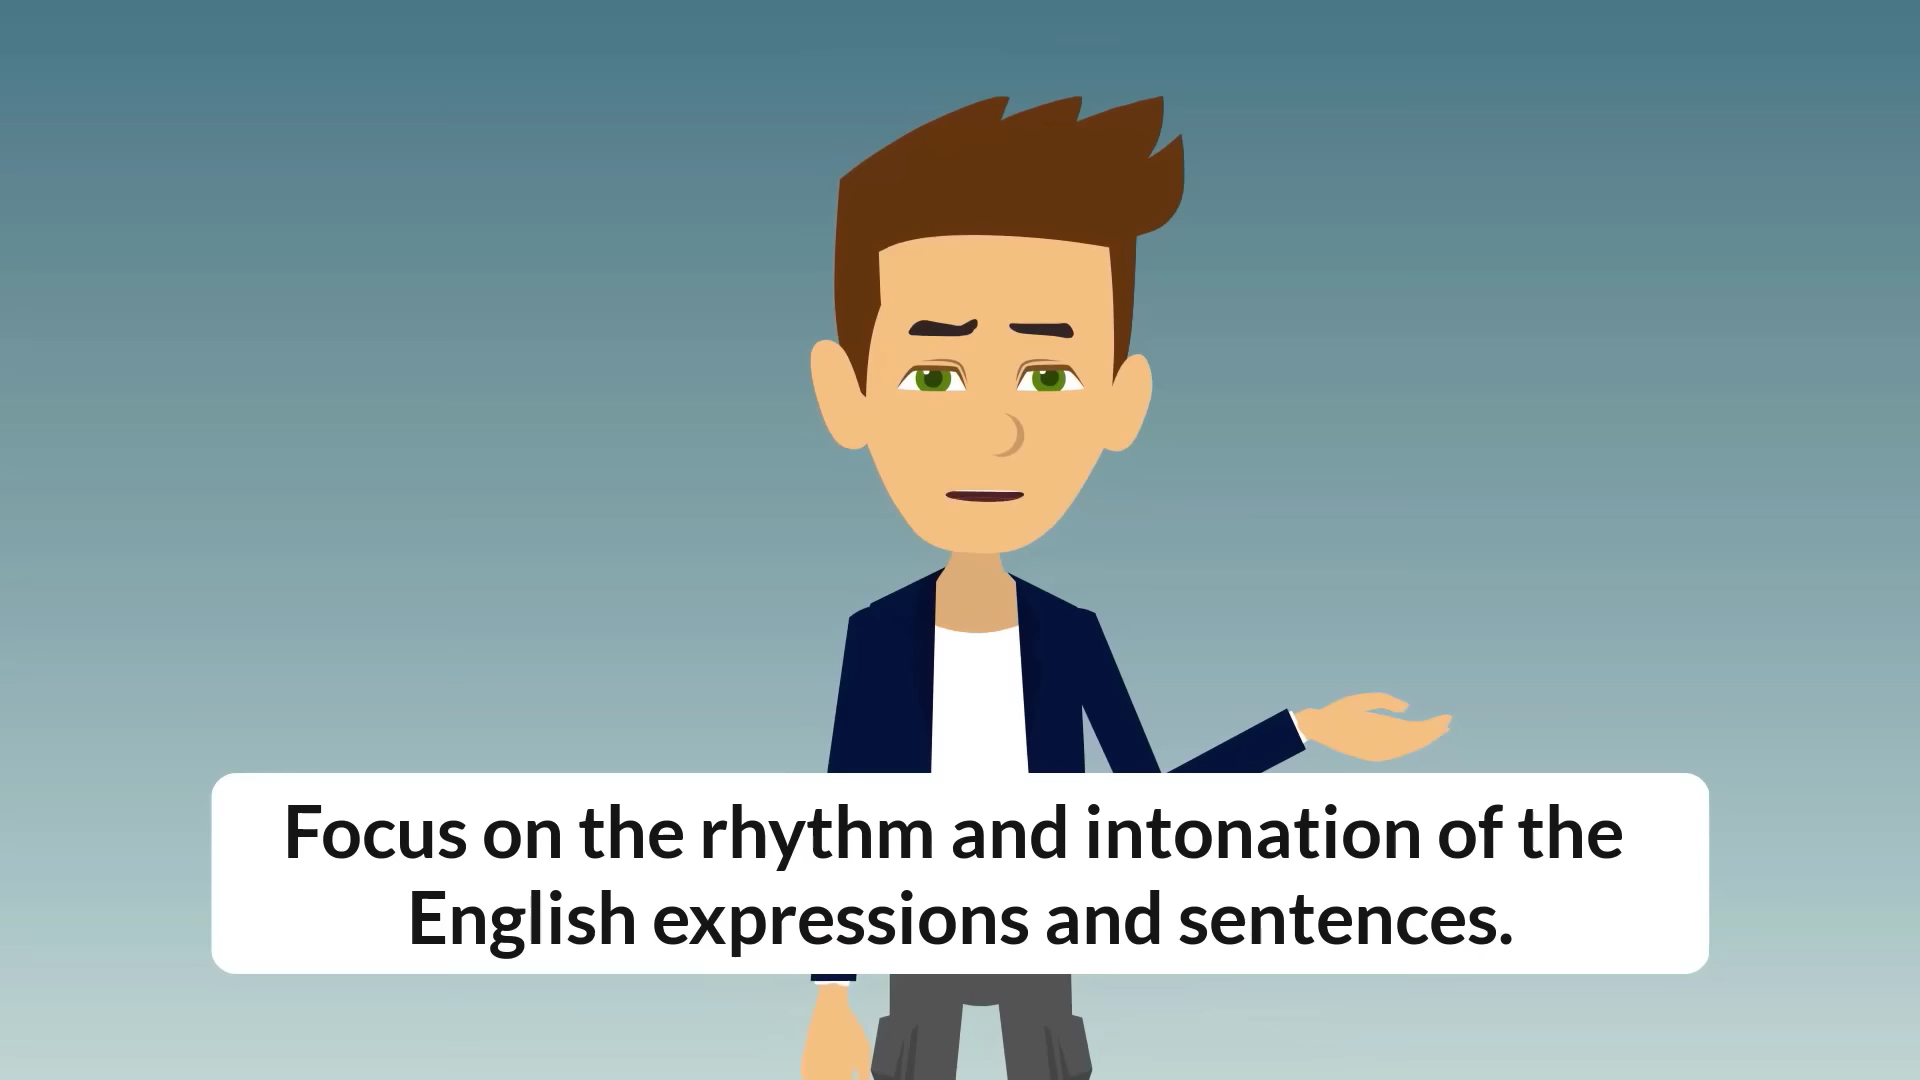 Focus on the rhythm and intonation of the
English expressions and sentences.